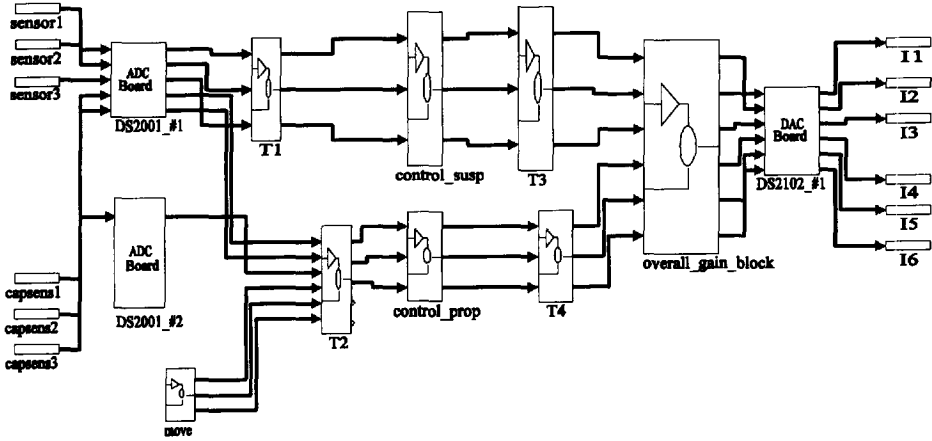 sensor1
sensor2
sensor3
ADC
Board
DS2001_#1
T1
control_susp
T3
overall_gain_block
DAC
Board
DS2102_#1
I1
I2
I3
I4
I5
I6
ADC
Board
DS2001_#2
T2
control_prop
T4
capsens1
capsens2
capsens3
move